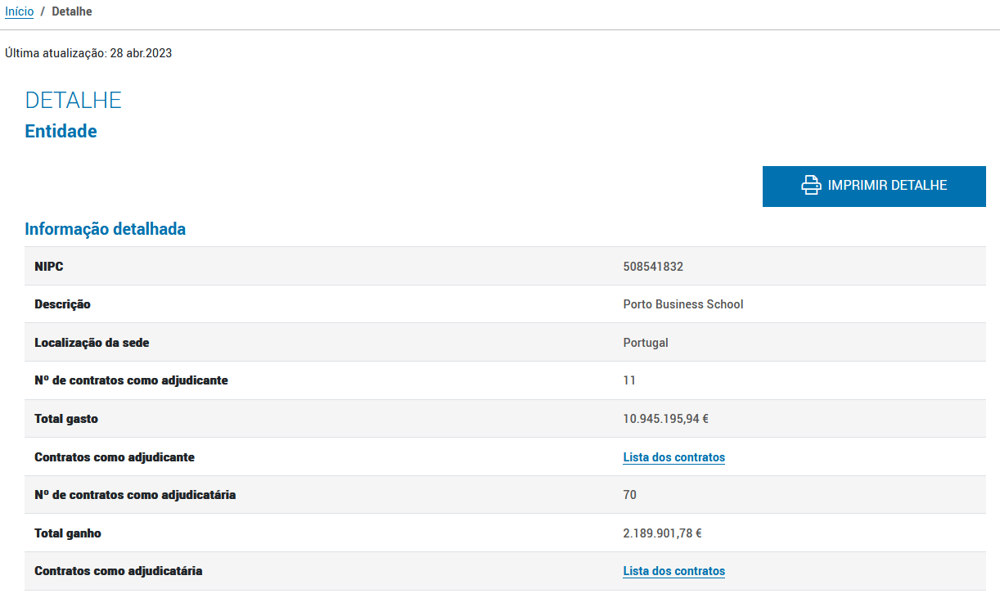 Início / Detalhe
Última atualização: 28 abr.2023
DETALHE
Entidade
IMPRIMIR DETALHE
Informação detalhada
NIPC 508541832
Descrição Porto Business School
Localização da sede Portugal
Nº de contratos como adjudicante 11
Total gasto 10.945.195,94 €
Contratos como adjudicante Lista dos contratos
Nº de contratos como adjudicatária 70
Total ganho 2.189.901,78 €
Contratos como adjudicatária Lista dos contratos